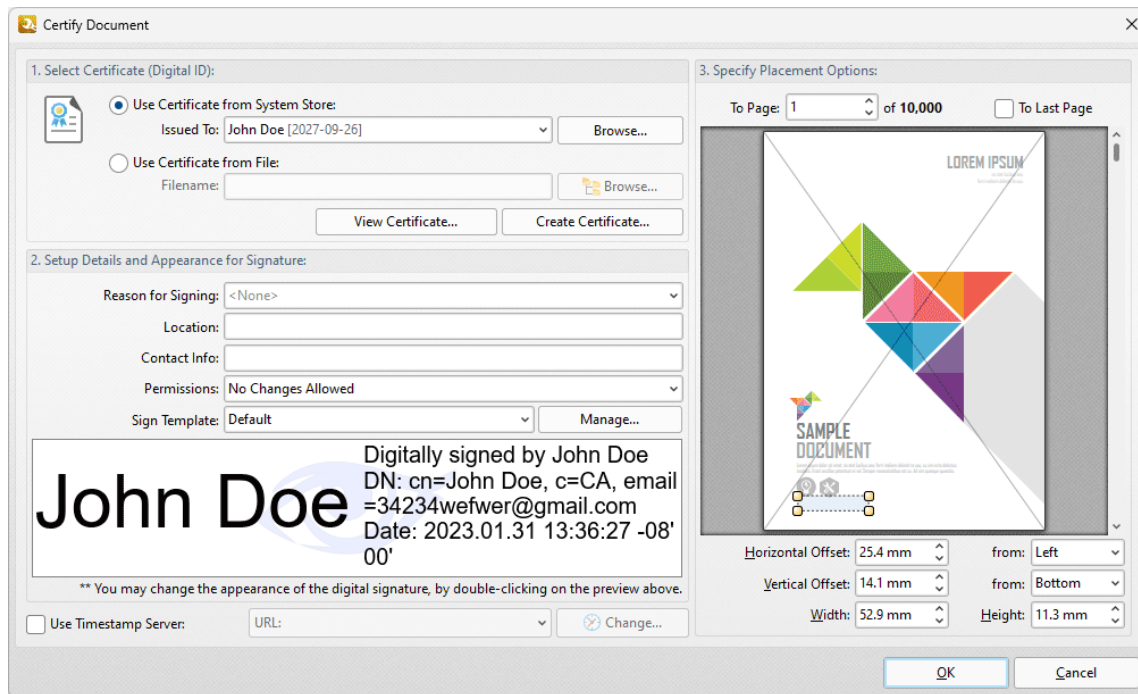 Certify Document
1. Select Certificate (Digital ID):
Use Certificate from System Store:
Issued To: John Doe [2027-09-26]
Browse...
Use Certificate from File:
Filename:
Browse...
View Certificate...
Create Certificate...
2. Setup Details and Appearance for Signature:
Reason for Signing: <None>
Location:
Contact Info:
Permissions: No Changes Allowed
Sign Template: Default
Manage...
John Doe
Digitally signed by John Doe
DN: cn=John Doe, c=CA, email
=34234wefwer@gmail.com
Date: 2023.01.31 13:36:27 -08'
00'
** You may change the appearance of the digital signature, by double-clicking on the preview above.
Use Timestamp Server:
URL:
Change...
3. Specify Placement Options:
To Page: 1 of 10,000
To Last Page
LOREM IPSUM
SAMPLE
DOCUMENT
Horizontal Offset: 25.4 mm from: Left
Vertical Offset: 14.1 mm from: Bottom
Width: 52.9 mm Height: 11.3 mm
OK
Cancel